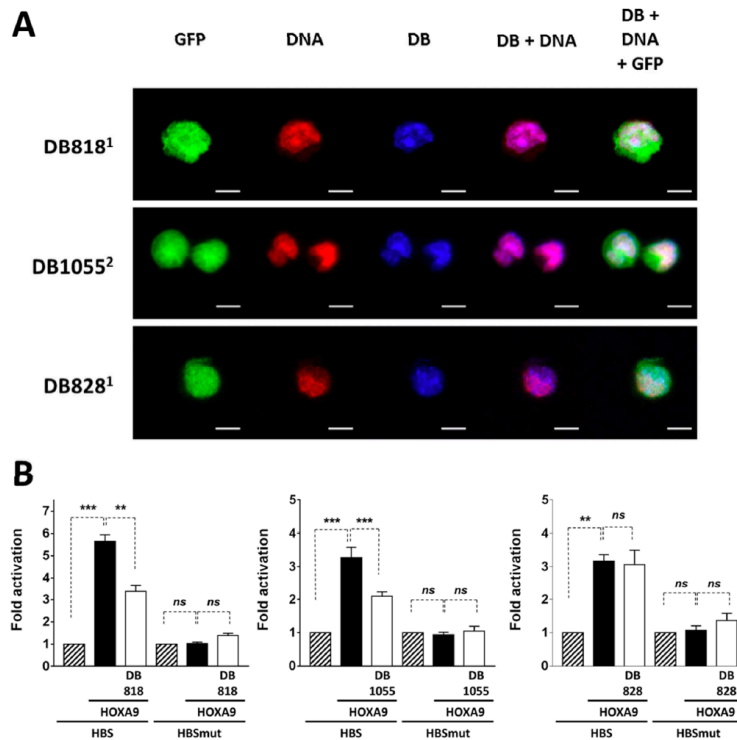 A
GFP DNA DB DB + DNA DB + DNA + GFP
DB818¹
DB1055²
DB828¹
B
Fold activation
7
6
5
4
3
2
1
0
*** **
ns ns
DB 818 DB 818
HOXA9 HOXA9
HBS HBSmut
Fold activation
5
4
3
2
1
0
*** ***
ns ns
DB 1055 DB 1055
HOXA9 HOXA9
HBS HBSmut
Fold activation
5
4
3
2
1
0
** ns
ns ns
DB 828 DB 828
HOXA9 HOXA9
HBS HBSmut